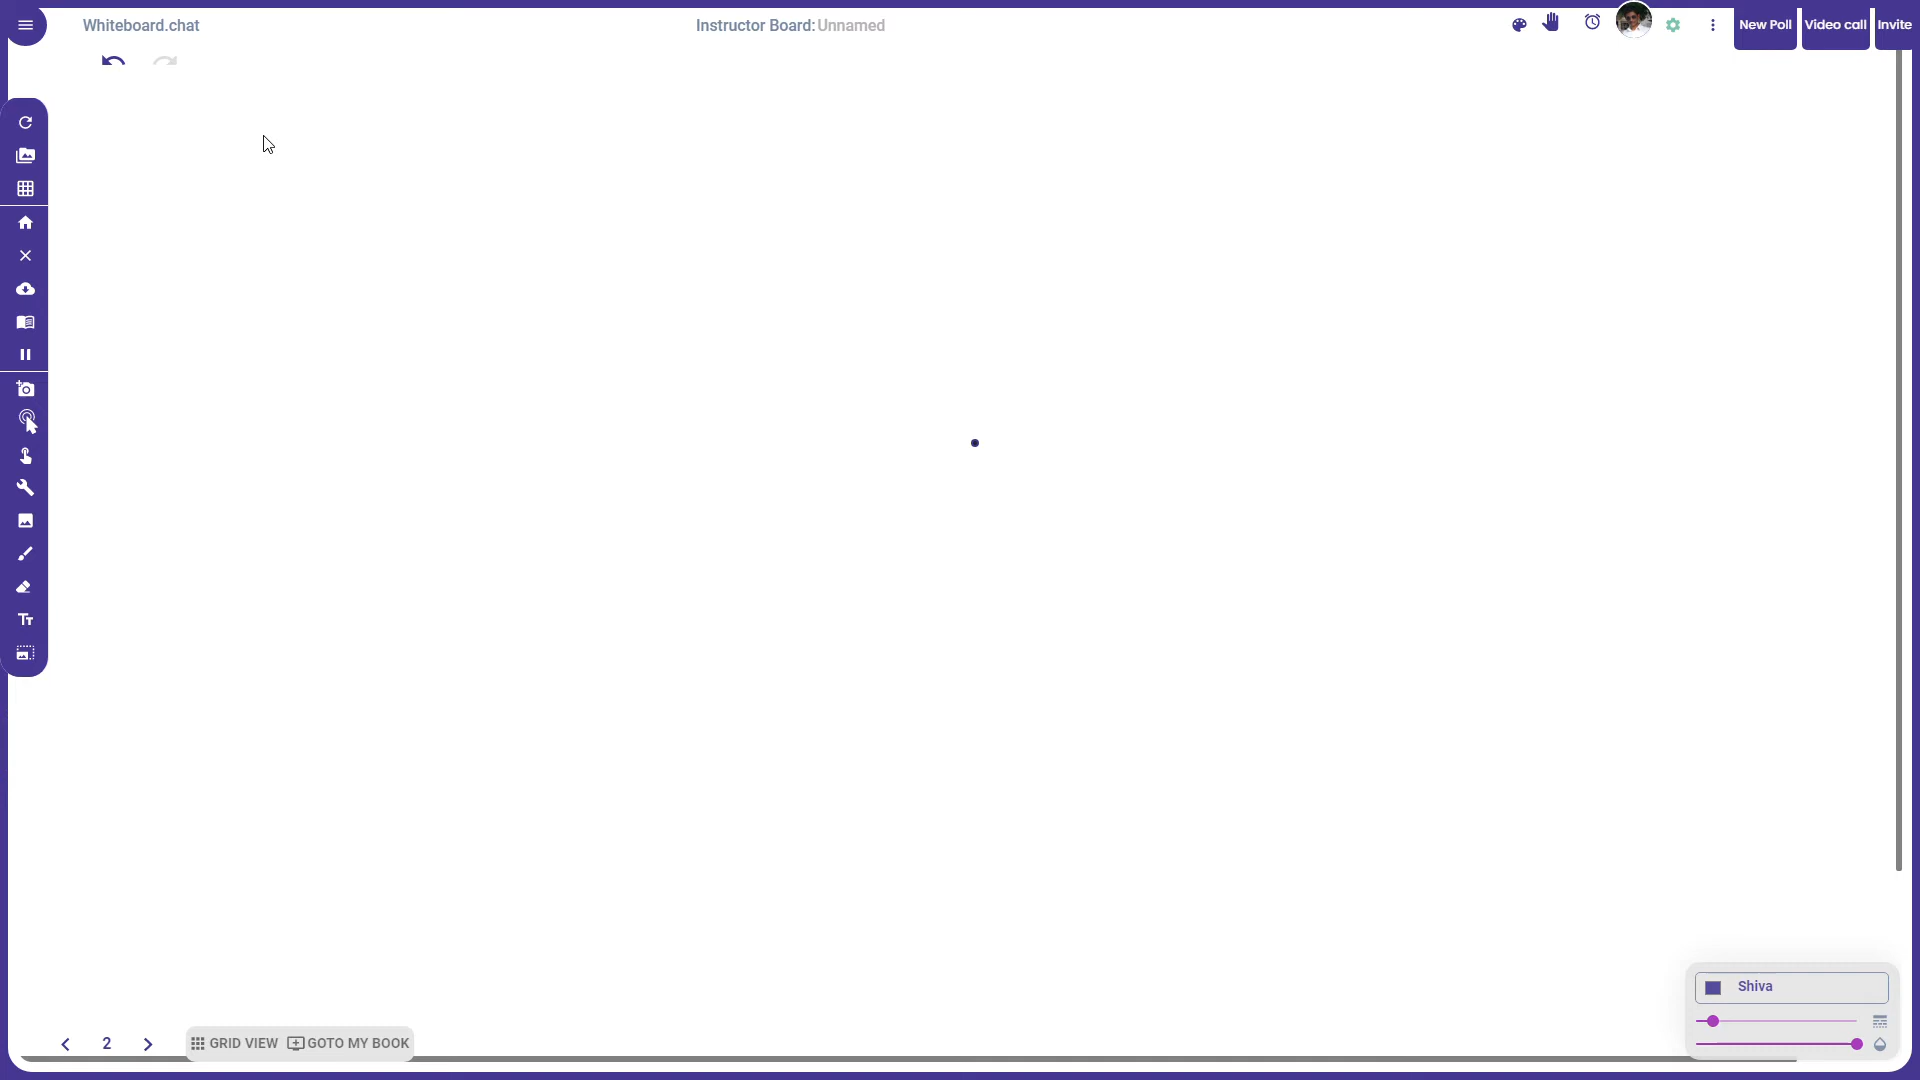 Whiteboard.chat
Instructor Board: Unnamed
New Poll
Video call
Invite
Shiva
2
GRID VIEW
GOTO MY BOOK